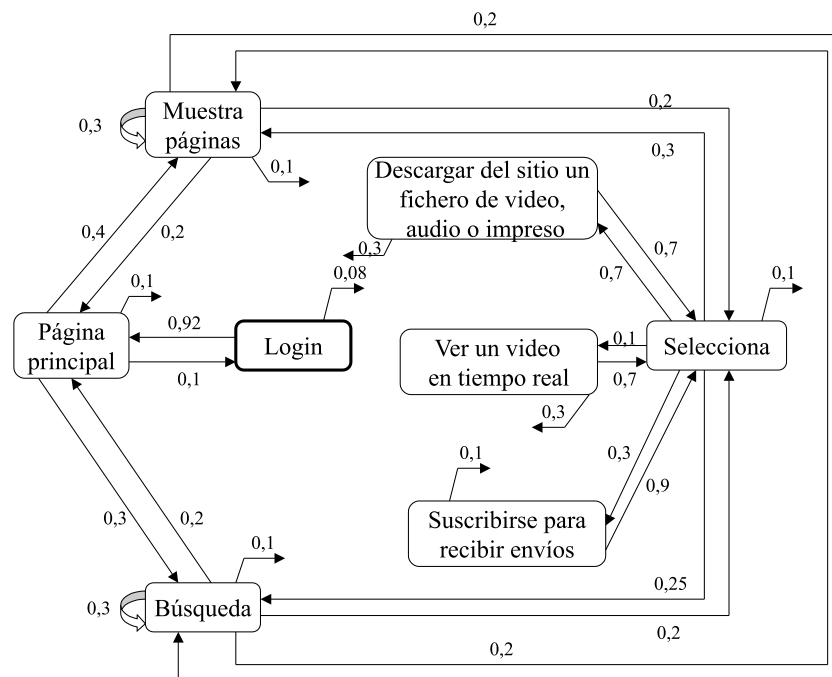 0,2
Muestra
páginas
0,3
0,2
0,3
0,1
Descargar del sitio un
fichero de video,
audio o impreso
0,4
0,2
0,3
0,7
0,7
0,08
0,1
0,1
Página
principal
0,92
Login
0,1
Ver un video
en tiempo real
0,1
0,7
Selecciona
0,3
0,1
0,3
0,9
Suscribirse para
recibir envíos
0,3
0,2
0,1
0,25
0,3
Búsqueda
0,2
0,2